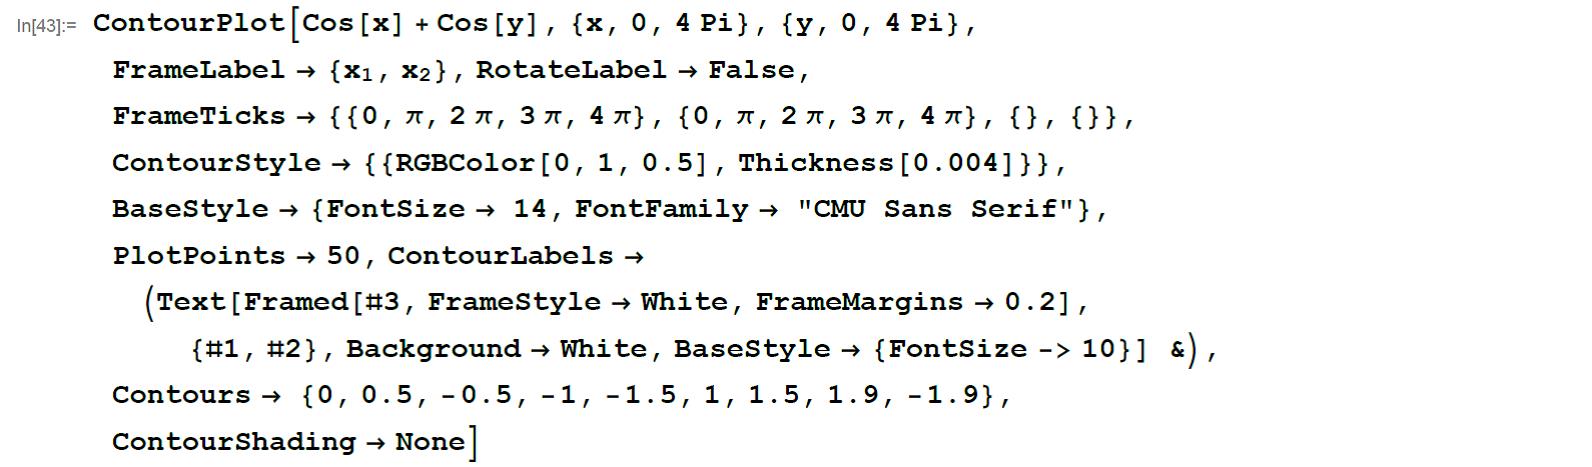 In[43]:= ContourPlot[Cos[x] + Cos[y], {x, 0, 4 Pi}, {y, 0, 4 Pi},
FrameLabel → {x₁, x₂}, RotateLabel → False,
FrameTicks → {{0, π, 2 π, 3 π, 4 π}, {0, π, 2 π, 3 π, 4 π}, {}, {}},
ContourStyle → {{RGBColor[0, 1, 0.5], Thickness[0.004]}},
BaseStyle → {FontSize → 14, FontFamily → "CMU Sans Serif"},
PlotPoints → 50, ContourLabels →
(Text[Framed[#3, FrameStyle → White, FrameMargins → 0.2],
{#1, #2}, Background → White, BaseStyle → {FontSize -> 10}] &),
Contours → {0, 0.5, -0.5, -1, -1.5, 1, 1.5, 1.9, -1.9},
ContourShading → None]